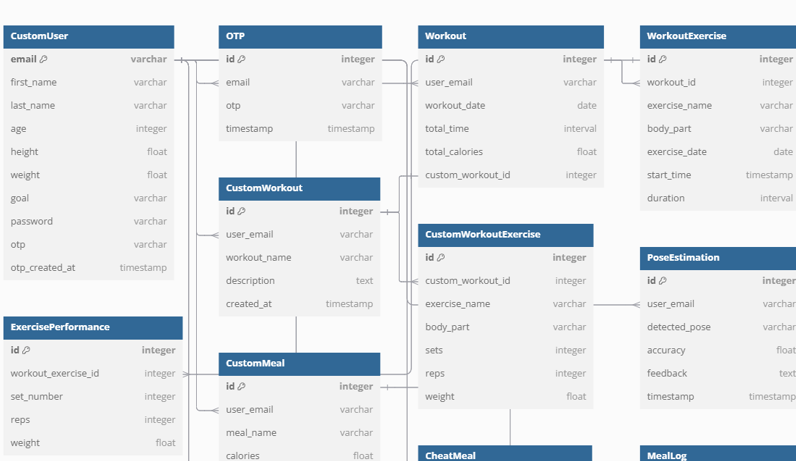 CustomUser
email varchar
first_name varchar
last_name varchar
age integer
height float
weight float
goal varchar
password varchar
otp varchar
otp_created_at timestamp
ExercisePerformance
id integer
workout_exercise_id integer
set_number integer
reps integer
weight float
OTP
id integer
email varchar
otp varchar
timestamp timestamp
CustomWorkout
id integer
user_email varchar
workout_name varchar
description text
created_at timestamp
CustomMeal
id integer
user_email varchar
meal_name varchar
calories float
Workout
id integer
user_email varchar
workout_date date
total_time interval
total_calories float
custom_workout_id integer
CustomWorkoutExercise
id integer
custom_workout_id integer
exercise_name varchar
body_part varchar
sets integer
reps integer
weight float
CheatMeal
WorkoutExercise
id integer
workout_id integer
exercise_name varchar
body_part varchar
exercise_date date
start_time timestamp
duration interval
PoseEstimation
id integer
user_email varchar
detected_pose varchar
accuracy float
feedback text
timestamp timestamp
MealLog